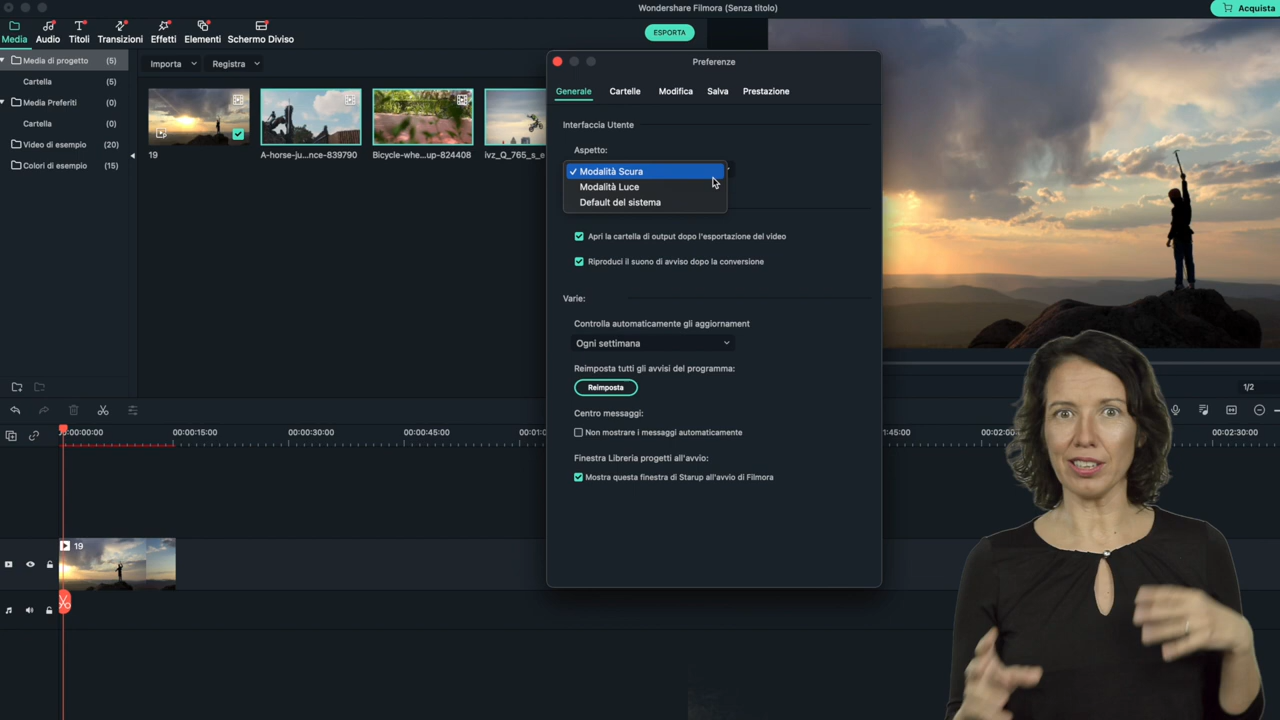 Wondershare Filmora (Senza titolo)
Acquista
Media
Audio
Titoli
Transizioni
Effetti
Elementi
Schermo Diviso
ESPORTA
Media di progetto (5)
Cartella (5)
Media Preferiti (0)
Cartella (0)
Video di esempio (20)
Colori di esempio (15)
Importa
Registra
19
A-horse-ju...nce-839790
Bicycle-whe...up-824408
ivz_Q_765_s_e
Preferenze
Generale
Cartelle
Modifica
Salva
Prestazione
Interfaccia Utente
Aspetto:
✓ Modalità Scura
Modalità Luce
Default del sistema
Apri la cartella di output dopo l'esportazione del video
Riproduci il suono di avviso dopo la conversione
Varie:
Controlla automaticamente gli aggiornament
Ogni settimana
Reimposta tutti gli avvisi del programma:
Reimposta
Centro messaggi:
Non mostrare i messaggi automaticamente
Finestra Libreria progetti all'avvio:
Mostra questa finestra di Starup all'avvio di Filmora
1/2
:00:00:00
00:00:15:00
00:00:30:00
00:00:45:00
00:01:0
1:45:00
00:02:0
00:02:30:00
19